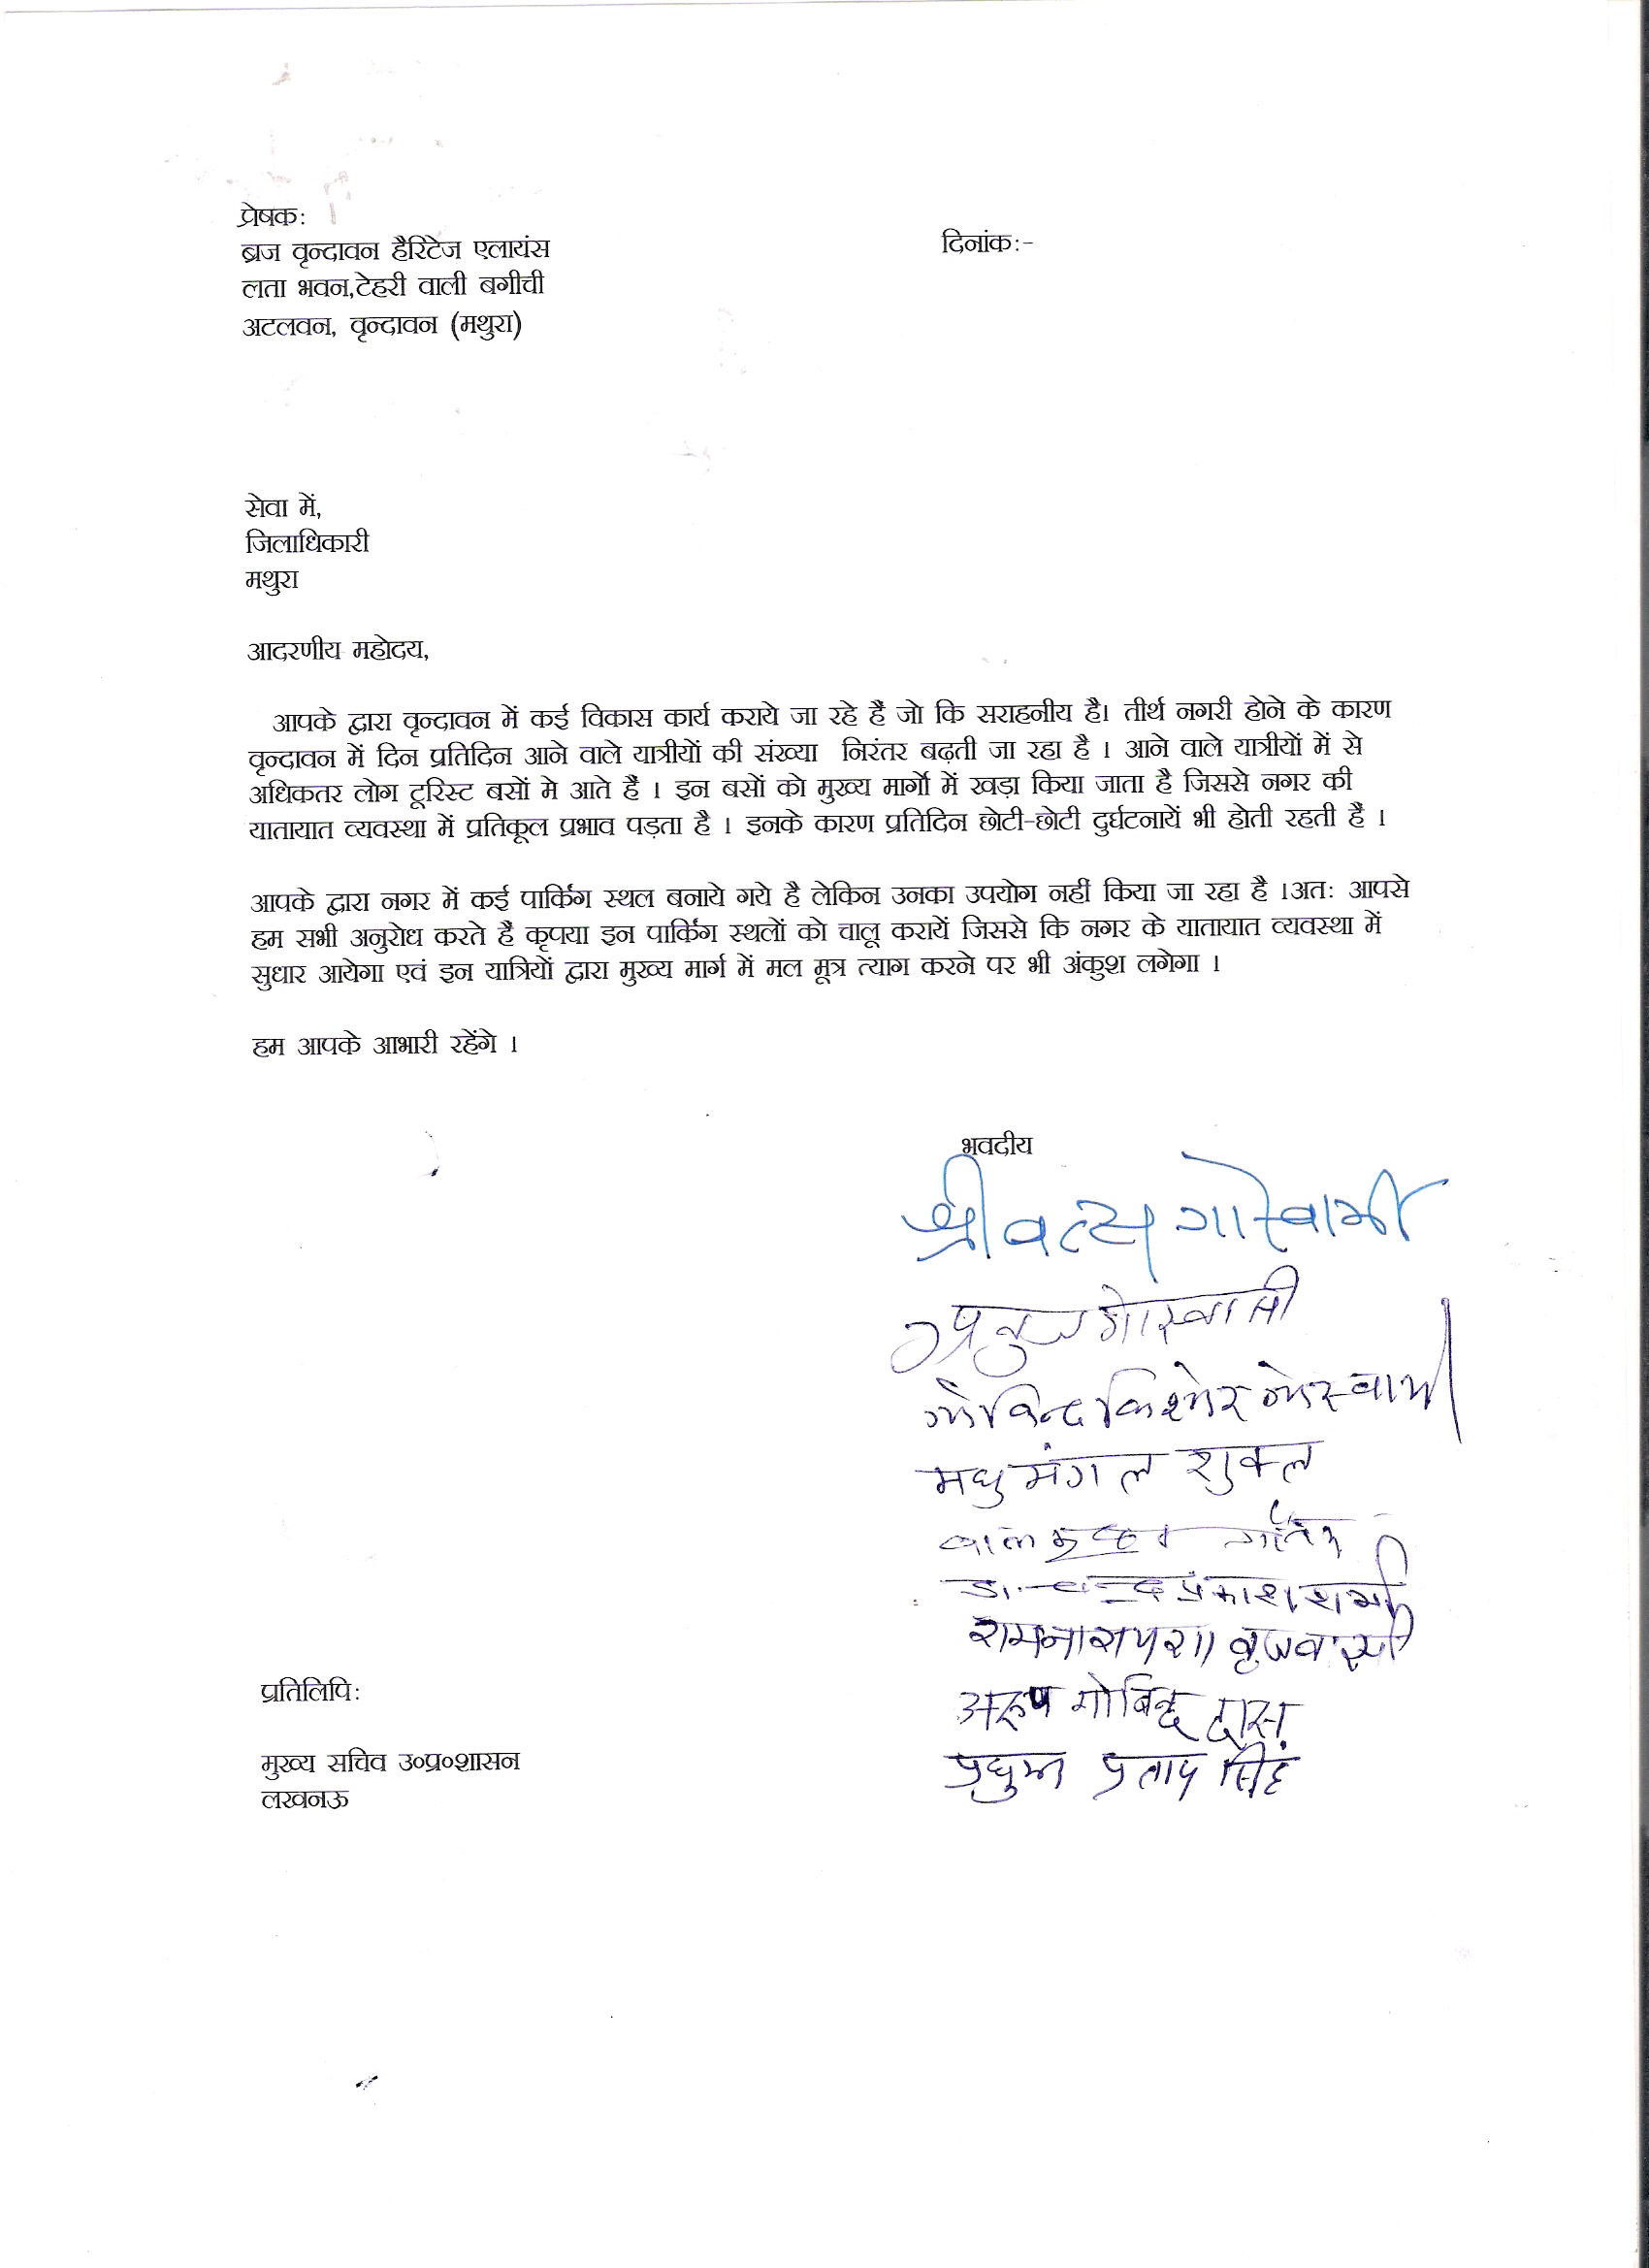 प्रेषकः
ब्रज वृन्दावन हैरिटेज एलायंस
दिनांकः-
लता भवन,टेहरी वाली बगीची
अटलवन, वृन्दावन (मथुरा)
सेवा में,
जिलाधिकारी
मथुरा
आदरणीय महोदय,
आपके द्वारा वृन्दावन में कई विकास कार्य कराये जा रहे हैं जो कि सराहनीय है। तीर्थ नगरी होने के कारण
वृन्दावन में दिन प्रतिदिन आने वाले यात्रीयों की संख्या निरंतर बढ़ती जा रहा है । आने वाले यात्रीयों में से
अधिकतर लोग टूरिस्ट बसों मे आते हैं । इन बसों को मुख्य मार्गो में खड़ा किया जाता है जिससे नगर की
यातायात व्यवस्था में प्रतिकूल प्रभाव पड़ता है । इनके कारण प्रतिदिन छोटी-छोटी दुर्घटनायें भी होती रहती हैं ।
आपके द्वारा नगर में कई पार्किंग स्थल बनाये गये है लेकिन उनका उपयोग नहीं किया जा रहा है ।अतः आपसे
हम सभी अनुरोध करते हैं कृपया इन पार्किंग स्थलों को चालू करायें जिससे कि नगर के यातायात व्यवस्था में
सुधार आयेगा एवं इन यात्रियों द्वारा मुख्य मार्ग में मल मूत्र त्याग करने पर भी अंकुश लगेगा ।
हम आपके आभारी रहेंगे ।
भवदीय
श्रीवत्स गोस्वामी
गोस्वामी
गोविन्द किशोर गोस्वामी
मधुमंगल शुक्ल
बालकृष्ण गौतम
डा. चन्द्र प्रकाश शर्मा
रामनारायण बृजवासी
गोबिन्द दास
प्रद्युम्न प्रताप सिंह
प्रतिलिपिः
मुख्य सचिव उ०प्र०शासन
लखनऊ